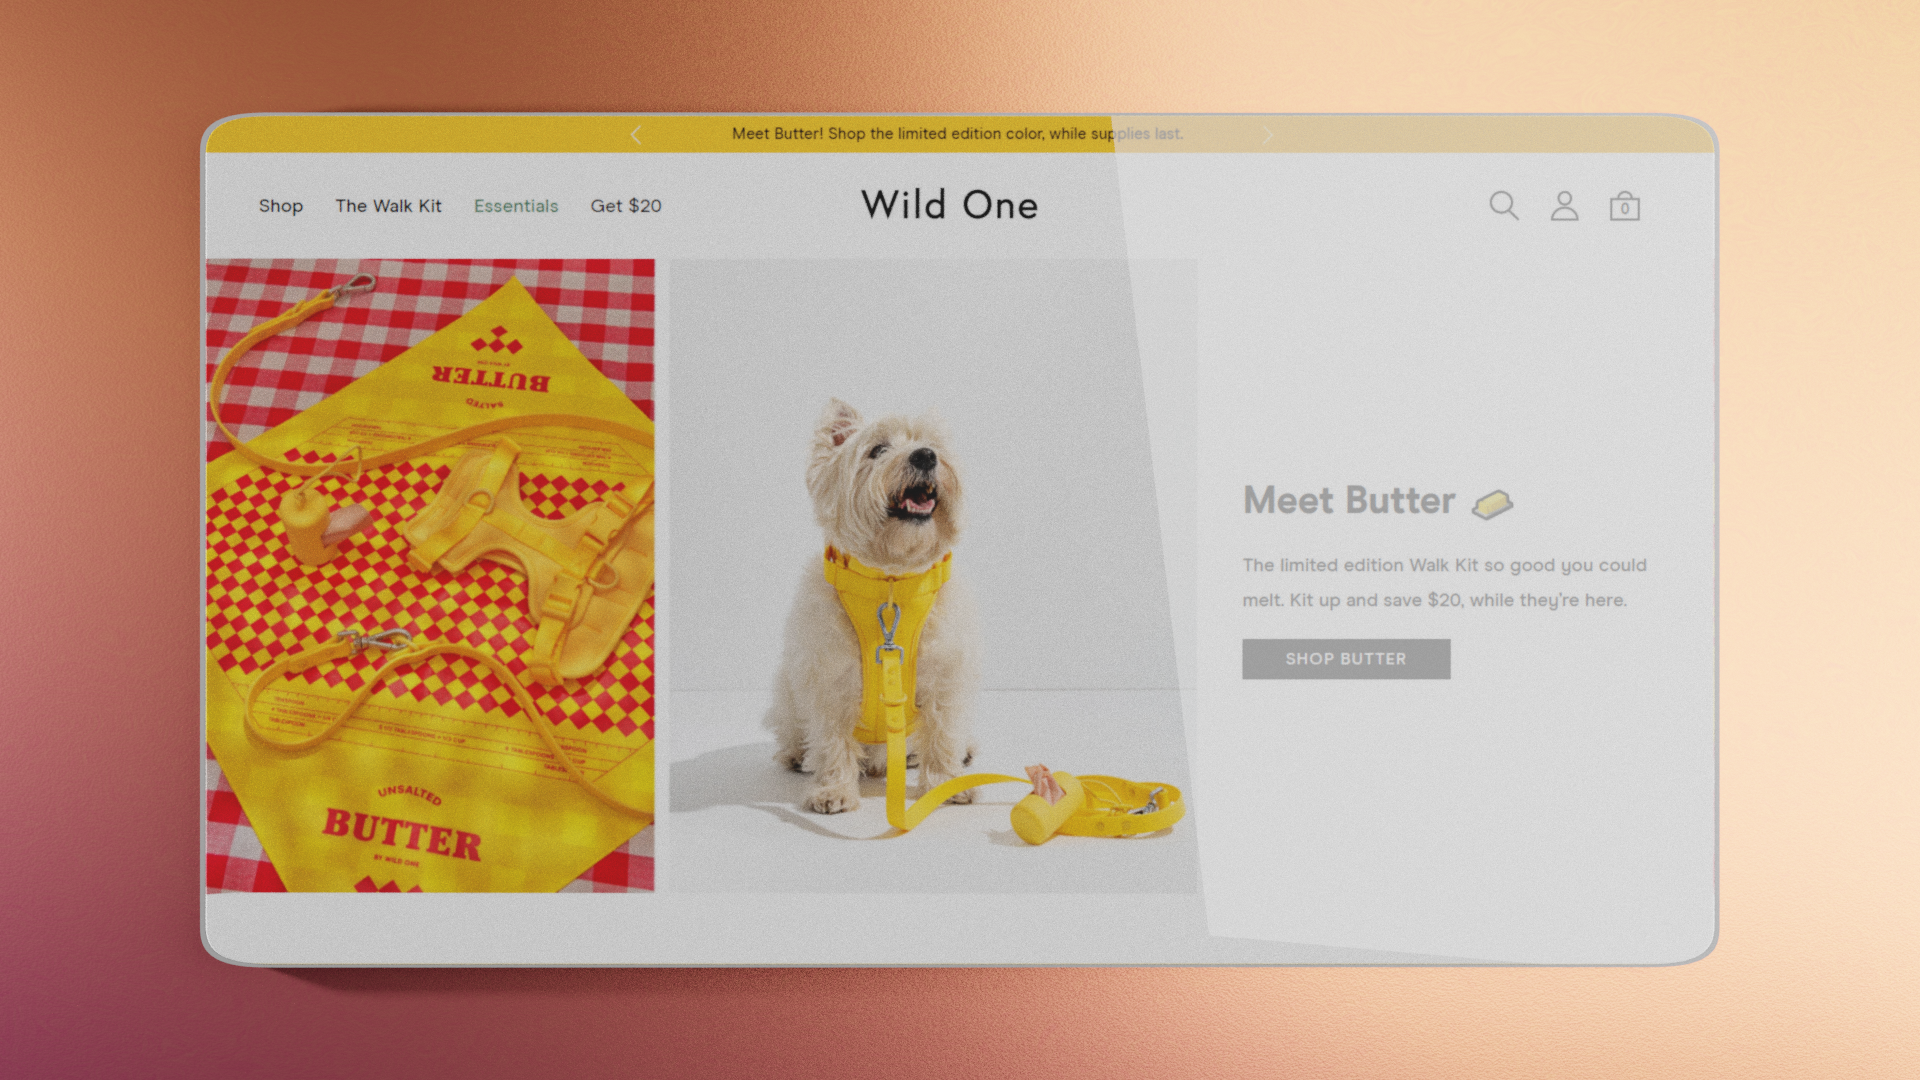 Meet Butter! Shop the limited edition color, while supplies last.
Shop
The Walk Kit
Essentials
Get $20
Wild One
0
BUTTER
SALTED
UNSALTED
BUTTER
BY WILD ONE
Meet Butter
The limited edition Walk Kit so good you could
melt. Kit up and save $20, while they're here.
SHOP BUTTER